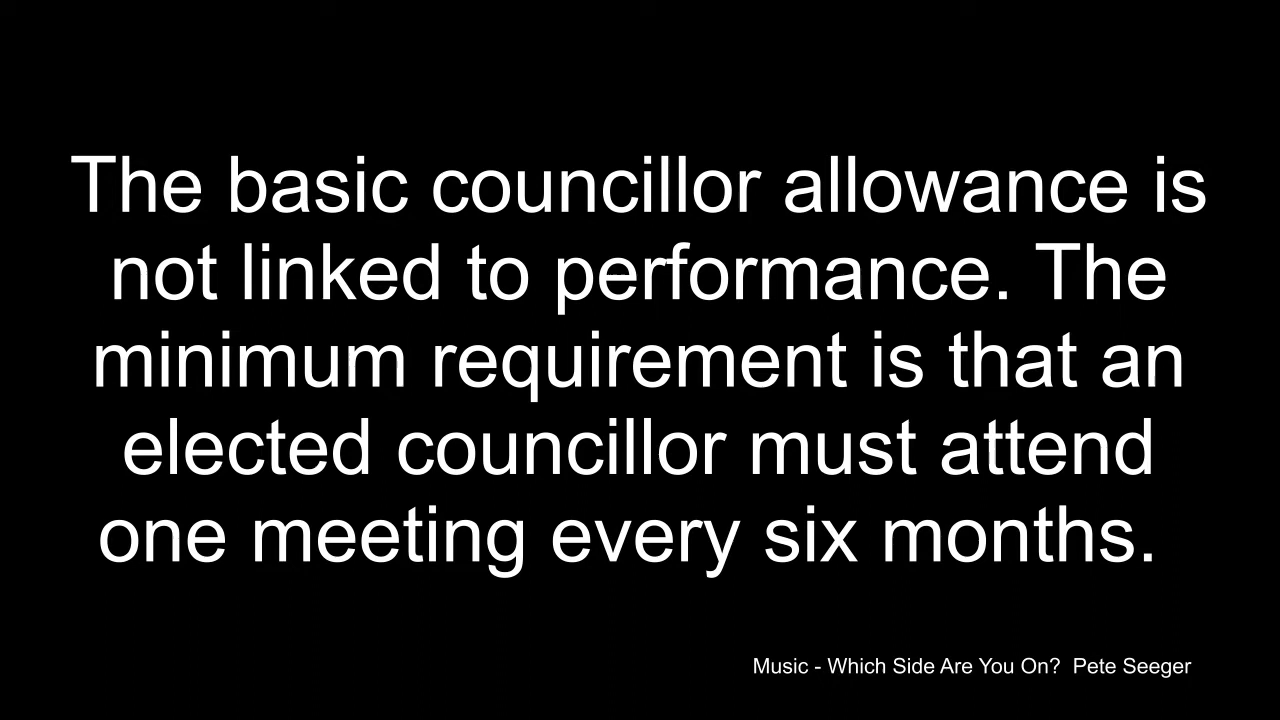 The basic councillor allowance is
not linked to performance. The
minimum requirement is that an
elected councillor must attend
one meeting every six months.
Music - Which Side Are You On?  Pete Seeger